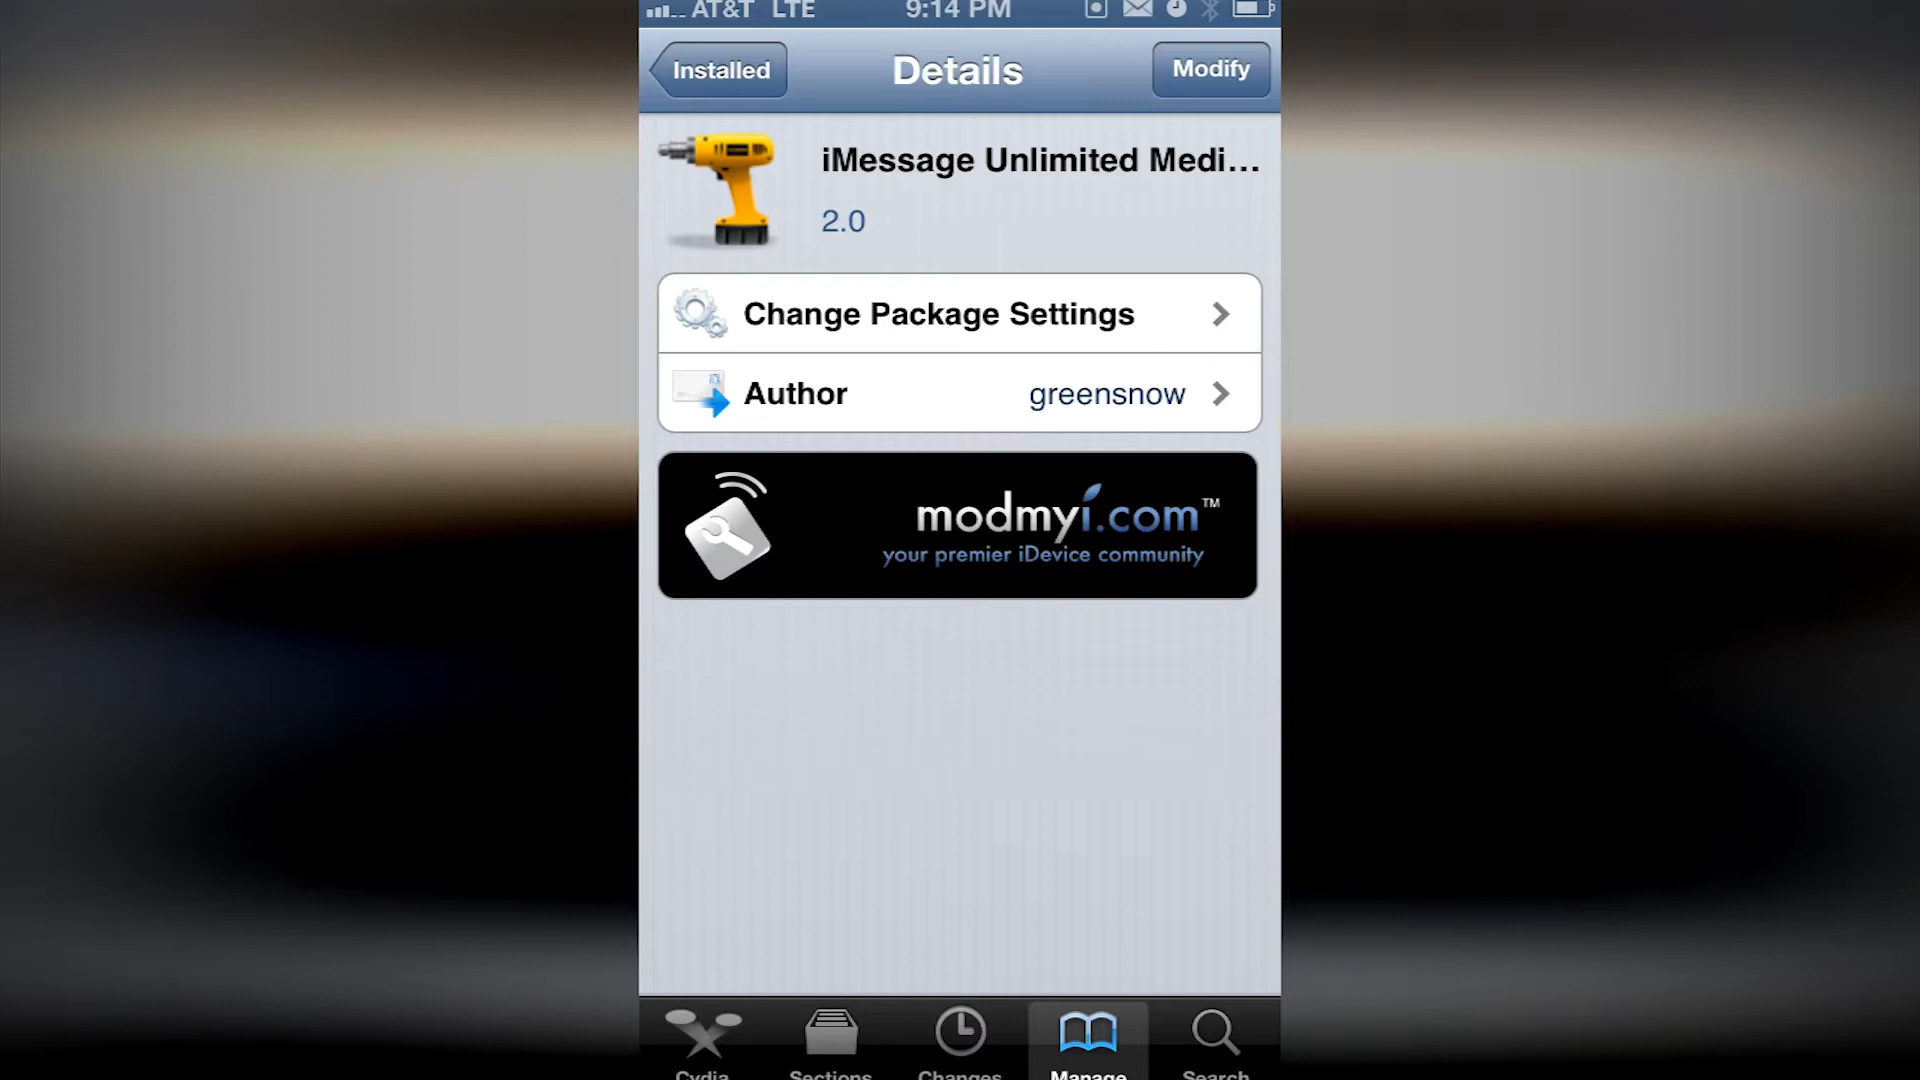 AT&T LTE 9:14 PM
Installed Details Modify
iMessage Unlimited Medi...
2.0
Change Package Settings
Author greensnow
modmyi.com™
your premier iDevice community
Cydia Sections Changes Manage Search